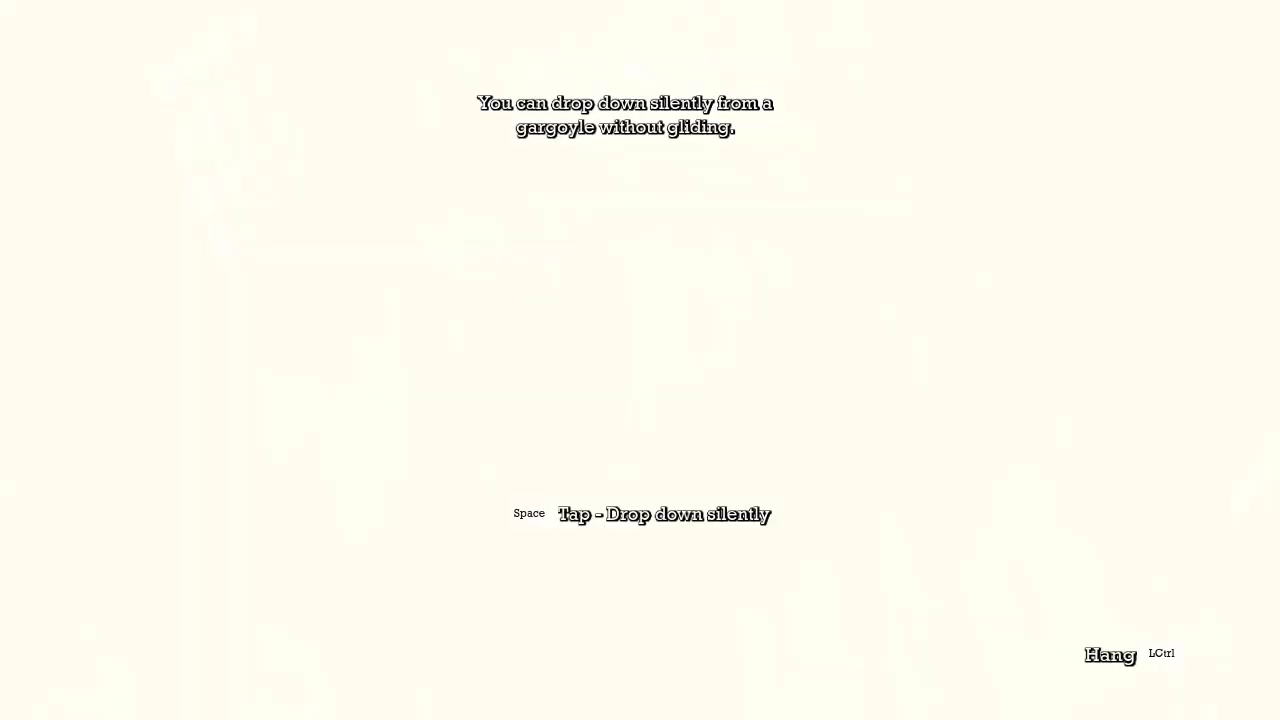 You can drop down silently from a
gargoyle without gliding.
Space Tap - Drop down silently
Hang LCtrl